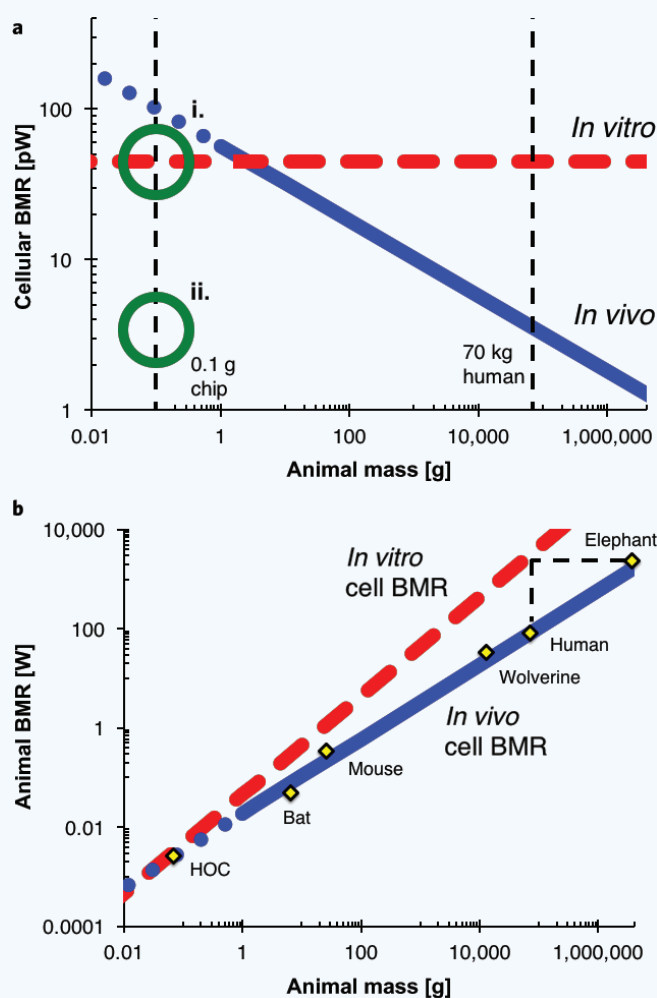 a
100
10
1
Cellular BMR [pW]
i.
ii.
In vitro
In vivo
0.1 g
chip
70 kg
human
0.01
1
100
10,000
1,000,000
Animal mass [g]
b
10,000
100
1
0.01
0.0001
Animal BMR [W]
In vitro
cell BMR
Elephant
Human
Wolverine
In vivo
cell BMR
Mouse
Bat
HOC
0.01
1
100
10,000
1,000,000
Animal mass [g]